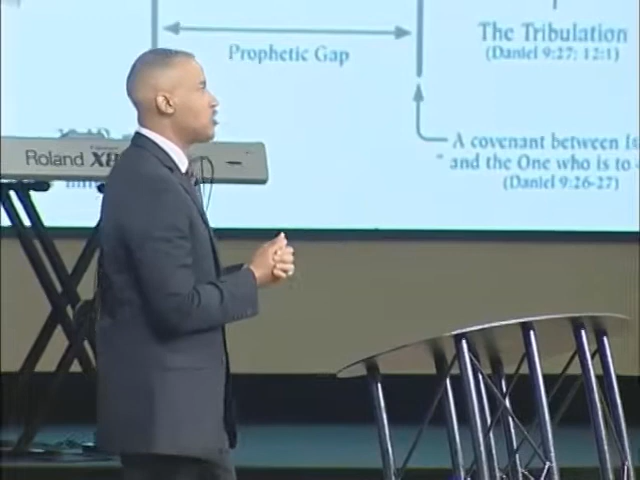 The Tribulation
(Daniel 9:27; 12:1)
Prophetic Gap
A covenant between
and the One who is to
(Daniel 9:26-27)
Roland X8